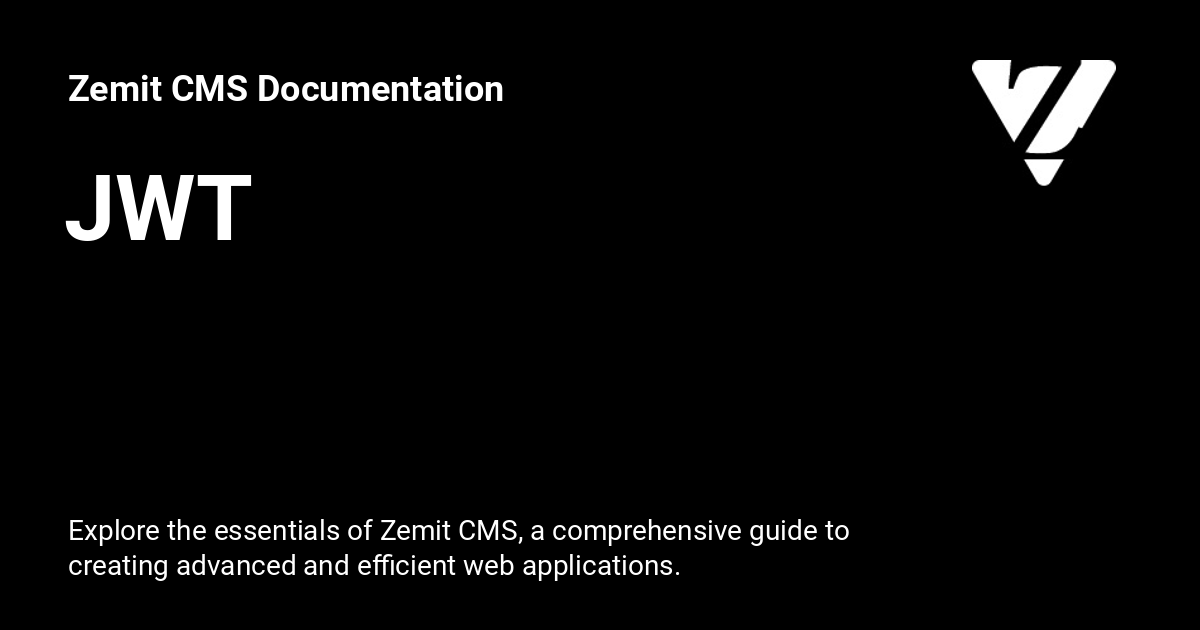 Zemit CMS Documentation
JWT
Explore the essentials of Zemit CMS, a comprehensive guide to
creating advanced and efficient web applications.